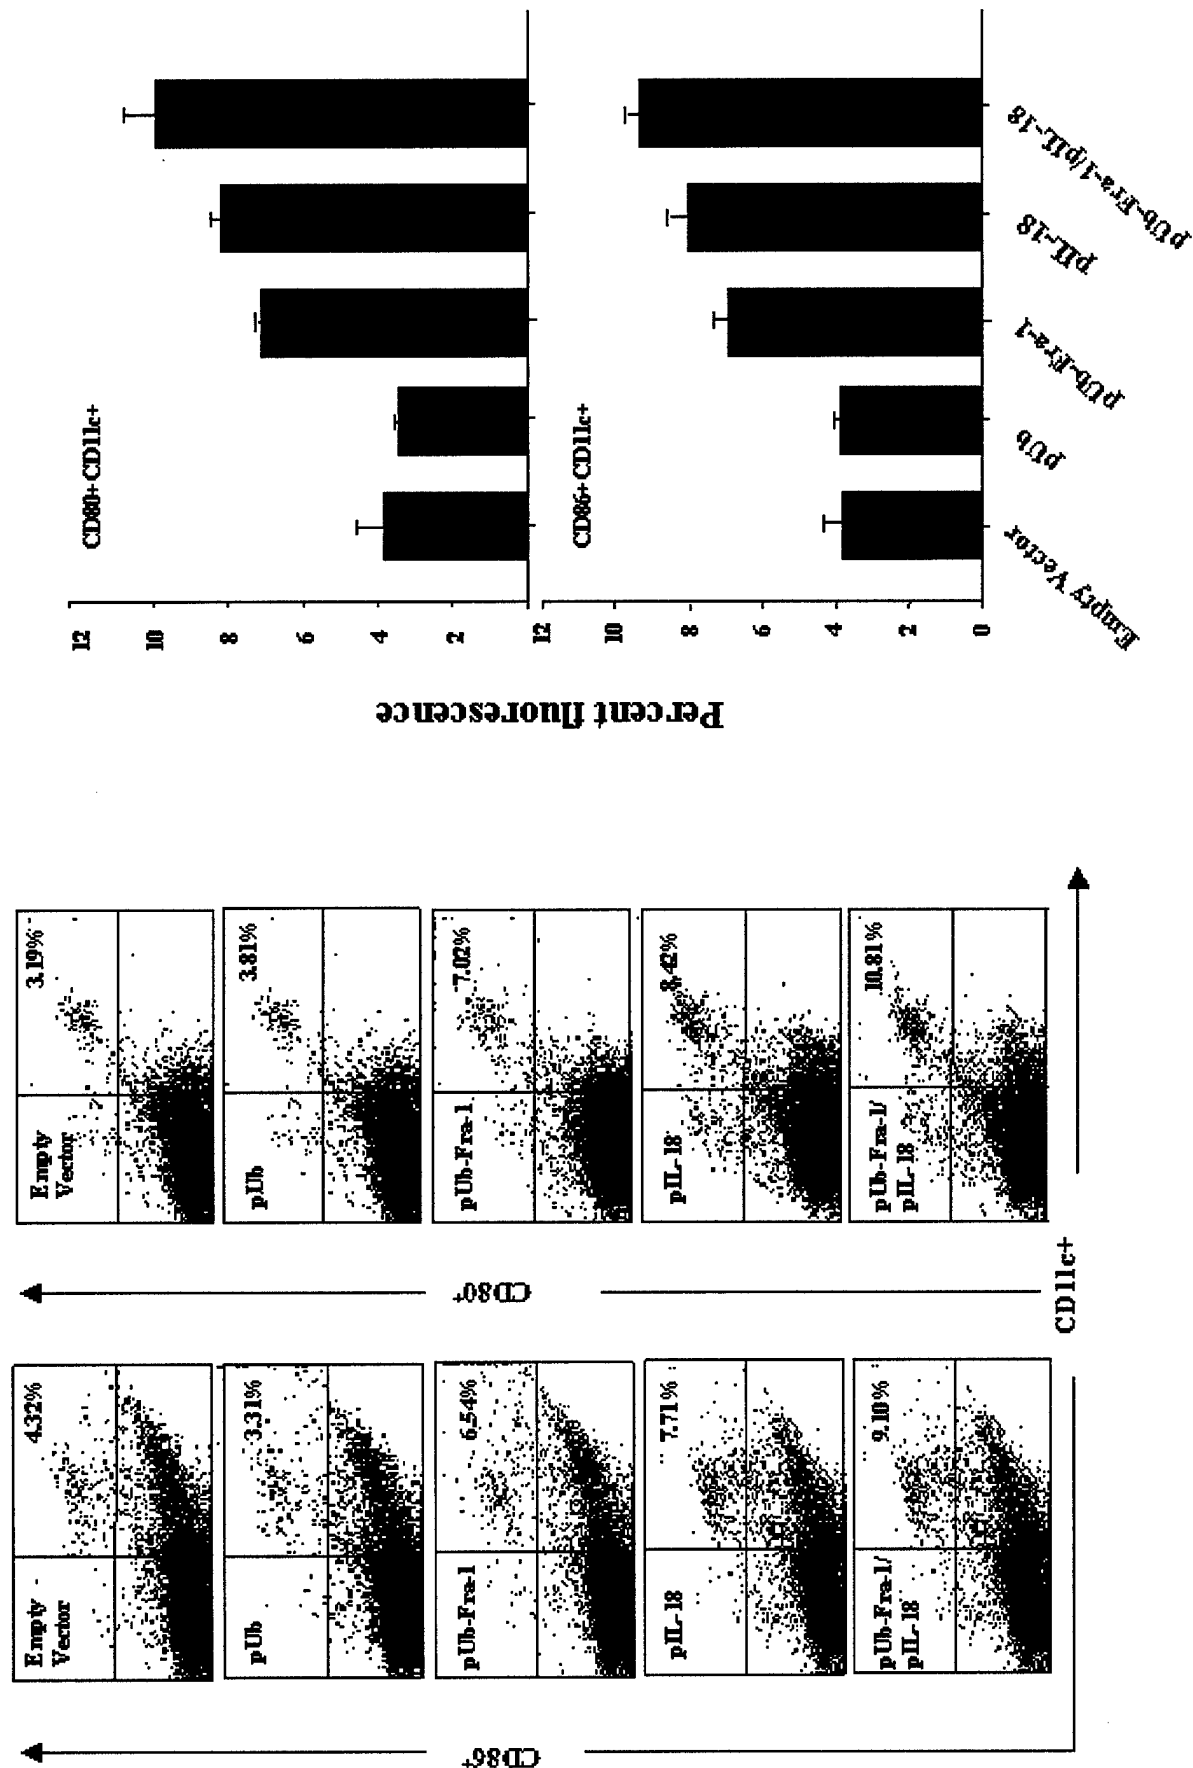 CD80+CD11c+
12
10
8
6
4
2
CD86+CD11c+
12
10
8
6
4
2
0
Percent fluorescence
Empty Vector
pUb
pUb-Fra-1
pIL-18
pUb-Fra-1/pIL-18
Empty
Vector
3.19%
pUb
3.81%
pUb-Fra-1
7.02%
pIL-18
8.42%
pUb-Fra-1/
pIL-18
10.81%
CD80+
Empty
Vector
4.32%
pUb
3.31%
pUb-Fra-1
6.54%
pIL-18
7.71%
pUb-Fra-1/
pIL-18
9.10%
CD86+
CD11c+